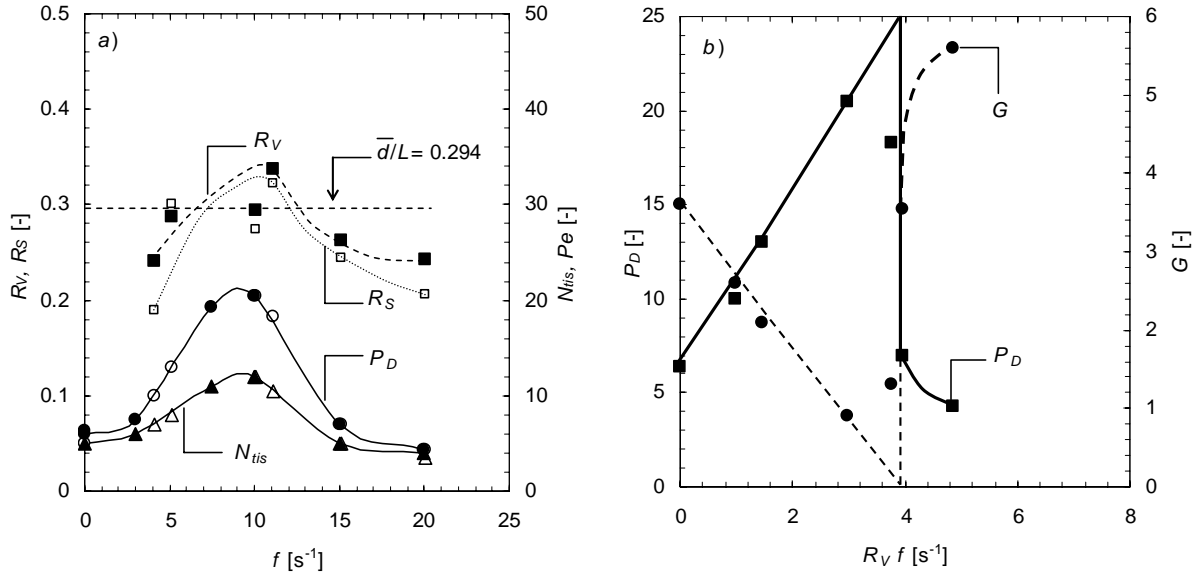 a)
0.5
0.4
0.3
0.2
0.1
0
R_V, R_S [-]
50
40
30
20
10
0
N_tis, Pe [-]
R_V
d̅/L= 0.294
R_S
P_D
N_tis
0 5 10 15 20 25
f [s⁻¹]
b)
25
20
15
10
5
0
P_D [-]
6
5
4
3
2
1
0
G [-]
G
P_D
0 2 4 6 8
R_V f [s⁻¹]